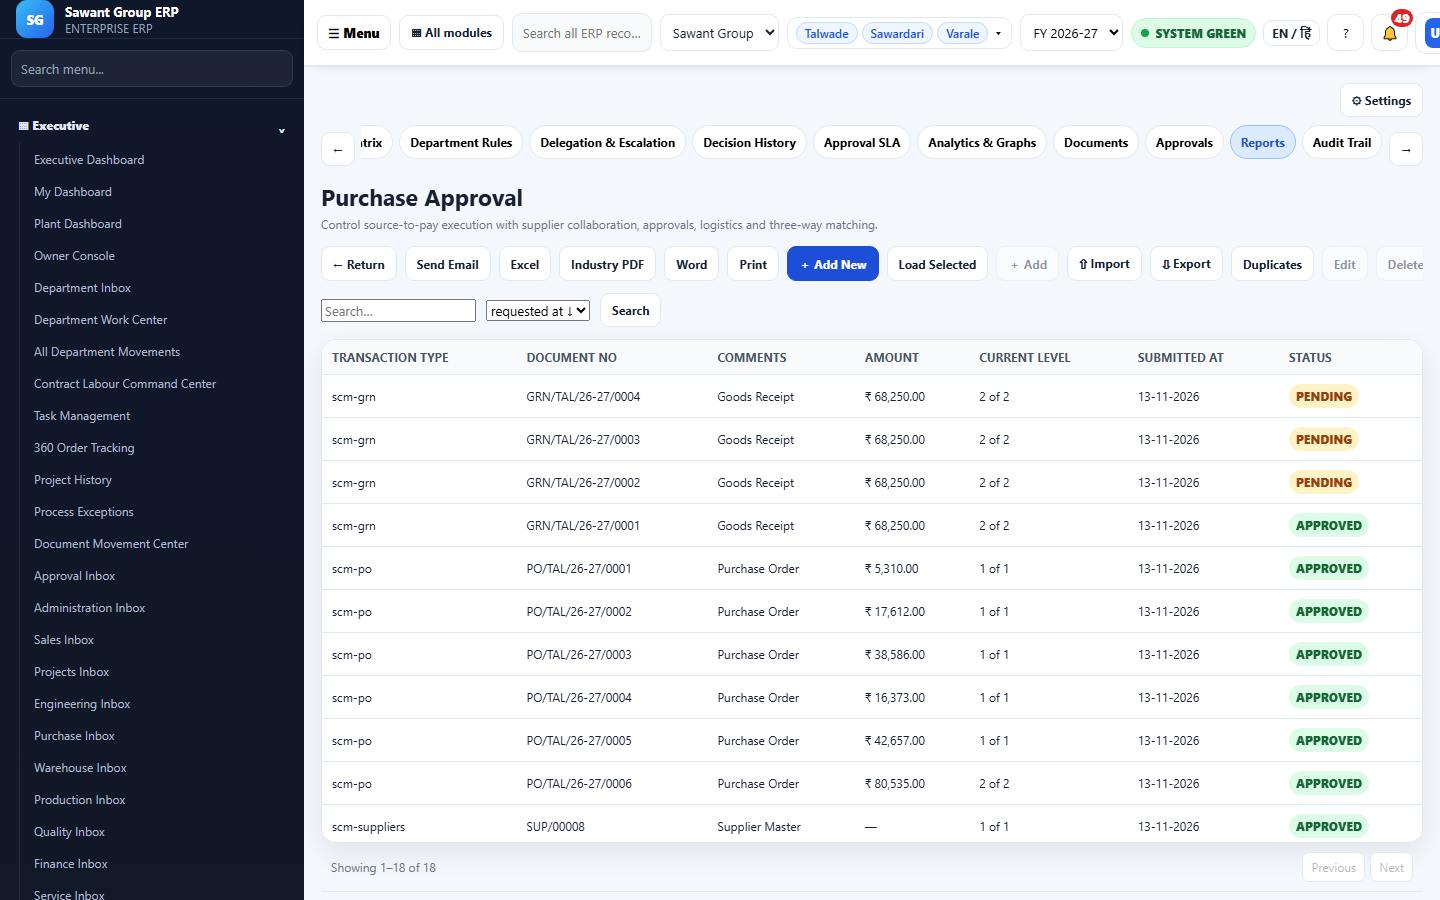 SG
Sawant Group ERP
ENTERPRISE ERP
Search menu...
Executive
Executive Dashboard
My Dashboard
Plant Dashboard
Owner Console
Department Inbox
Department Work Center
All Department Movements
Contract Labour Command Center
Task Management
360 Order Tracking
Project History
Process Exceptions
Document Movement Center
Approval Inbox
Administration Inbox
Sales Inbox
Projects Inbox
Engineering Inbox
Purchase Inbox
Warehouse Inbox
Production Inbox
Quality Inbox
Finance Inbox
Service Inbox
☰ Menu All modules Search all ERP reco... Sawant Group Talwade Sawardari Varale FY 2026-27 SYSTEM GREEN EN / हिं ? 49 U
⚙ Settings
← trix Department Rules Delegation & Escalation Decision History Approval SLA Analytics & Graphs Documents Approvals Reports Audit Trail →
Purchase Approval
Control source-to-pay execution with supplier collaboration, approvals, logistics and three-way matching.
← Return Send Email Excel Industry PDF Word Print + Add New Load Selected + Add ⇧ Import ⇩ Export Duplicates Edit Delete
Search... requested at ↓ Search
TRANSACTION TYPE DOCUMENT NO COMMENTS AMOUNT CURRENT LEVEL SUBMITTED AT STATUS
scm-grn GRN/TAL/26-27/0004 Goods Receipt ₹ 68,250.00 2 of 2 13-11-2026 PENDING
scm-grn GRN/TAL/26-27/0003 Goods Receipt ₹ 68,250.00 2 of 2 13-11-2026 PENDING
scm-grn GRN/TAL/26-27/0002 Goods Receipt ₹ 68,250.00 2 of 2 13-11-2026 PENDING
scm-grn GRN/TAL/26-27/0001 Goods Receipt ₹ 68,250.00 2 of 2 13-11-2026 APPROVED
scm-po PO/TAL/26-27/0001 Purchase Order ₹ 5,310.00 1 of 1 13-11-2026 APPROVED
scm-po PO/TAL/26-27/0002 Purchase Order ₹ 17,612.00 1 of 1 13-11-2026 APPROVED
scm-po PO/TAL/26-27/0003 Purchase Order ₹ 38,586.00 1 of 1 13-11-2026 APPROVED
scm-po PO/TAL/26-27/0004 Purchase Order ₹ 16,373.00 1 of 1 13-11-2026 APPROVED
scm-po PO/TAL/26-27/0005 Purchase Order ₹ 42,657.00 1 of 1 13-11-2026 APPROVED
scm-po PO/TAL/26-27/0006 Purchase Order ₹ 80,535.00 2 of 2 13-11-2026 APPROVED
scm-suppliers SUP/00008 Supplier Master — 1 of 1 13-11-2026 APPROVED
Showing 1–18 of 18 Previous Next